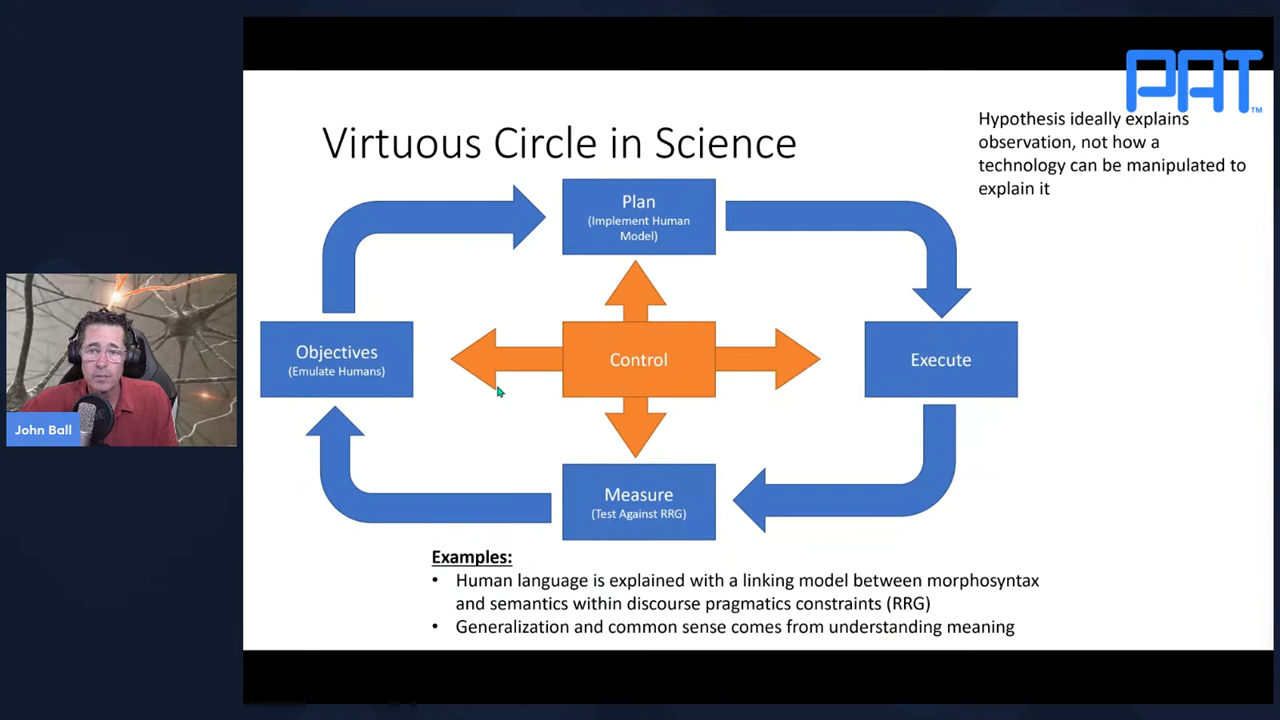 PAT™
Hypothesis ideally explains
observation, not how a
technology can be manipulated to
explain it
Virtuous Circle in Science
Plan
(Implement Human
Model)
Objectives
(Emulate Humans)
Control
Execute
Measure
(Test Against RRG)
John Ball
Examples:
• Human language is explained with a linking model between morphosyntax
and semantics within discourse pragmatics constraints (RRG)
• Generalization and common sense comes from understanding meaning